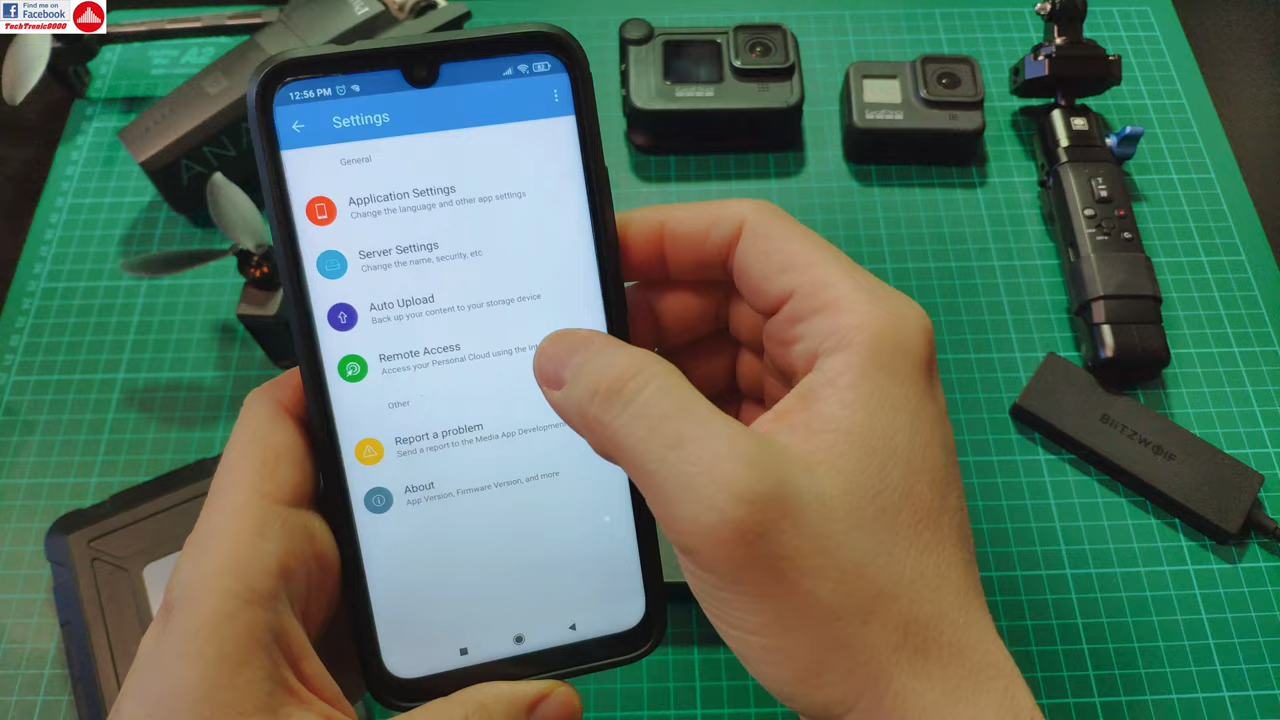 Find me on
Facebook
TechTronic9000
12:56 PM
62
Settings
General
Application Settings
Change the language and other app settings
Server Settings
Change the name, security, etc
Auto Upload
Back up your content to your storage device
Remote Access
Access your Personal Cloud using the
Other
Report a problem
Send a report to the Media App Development
About
App Version, Firmware Version, and more
GoPro
GoPro
BLITZWOLF